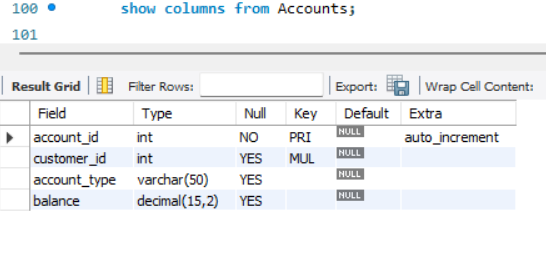 100 show columns from Accounts;
101
Result Grid Filter Rows: Export: Wrap Cell Content:
Field Type Null Key Default Extra
account_id int NO PRI NULL auto_increment
customer_id int YES MUL NULL
account_type varchar(50) YES NULL
balance decimal(15,2) YES NULL